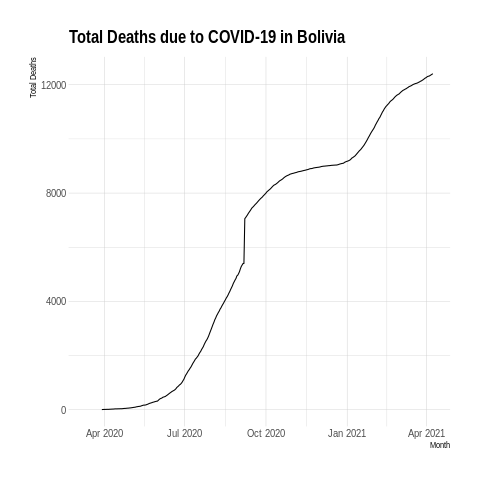 Total Deaths due to COVID-19 in Bolivia
Total Deaths
12000
8000
4000
0
Apr 2020 Jul 2020 Oct 2020 Jan 2021 Apr 2021
Month